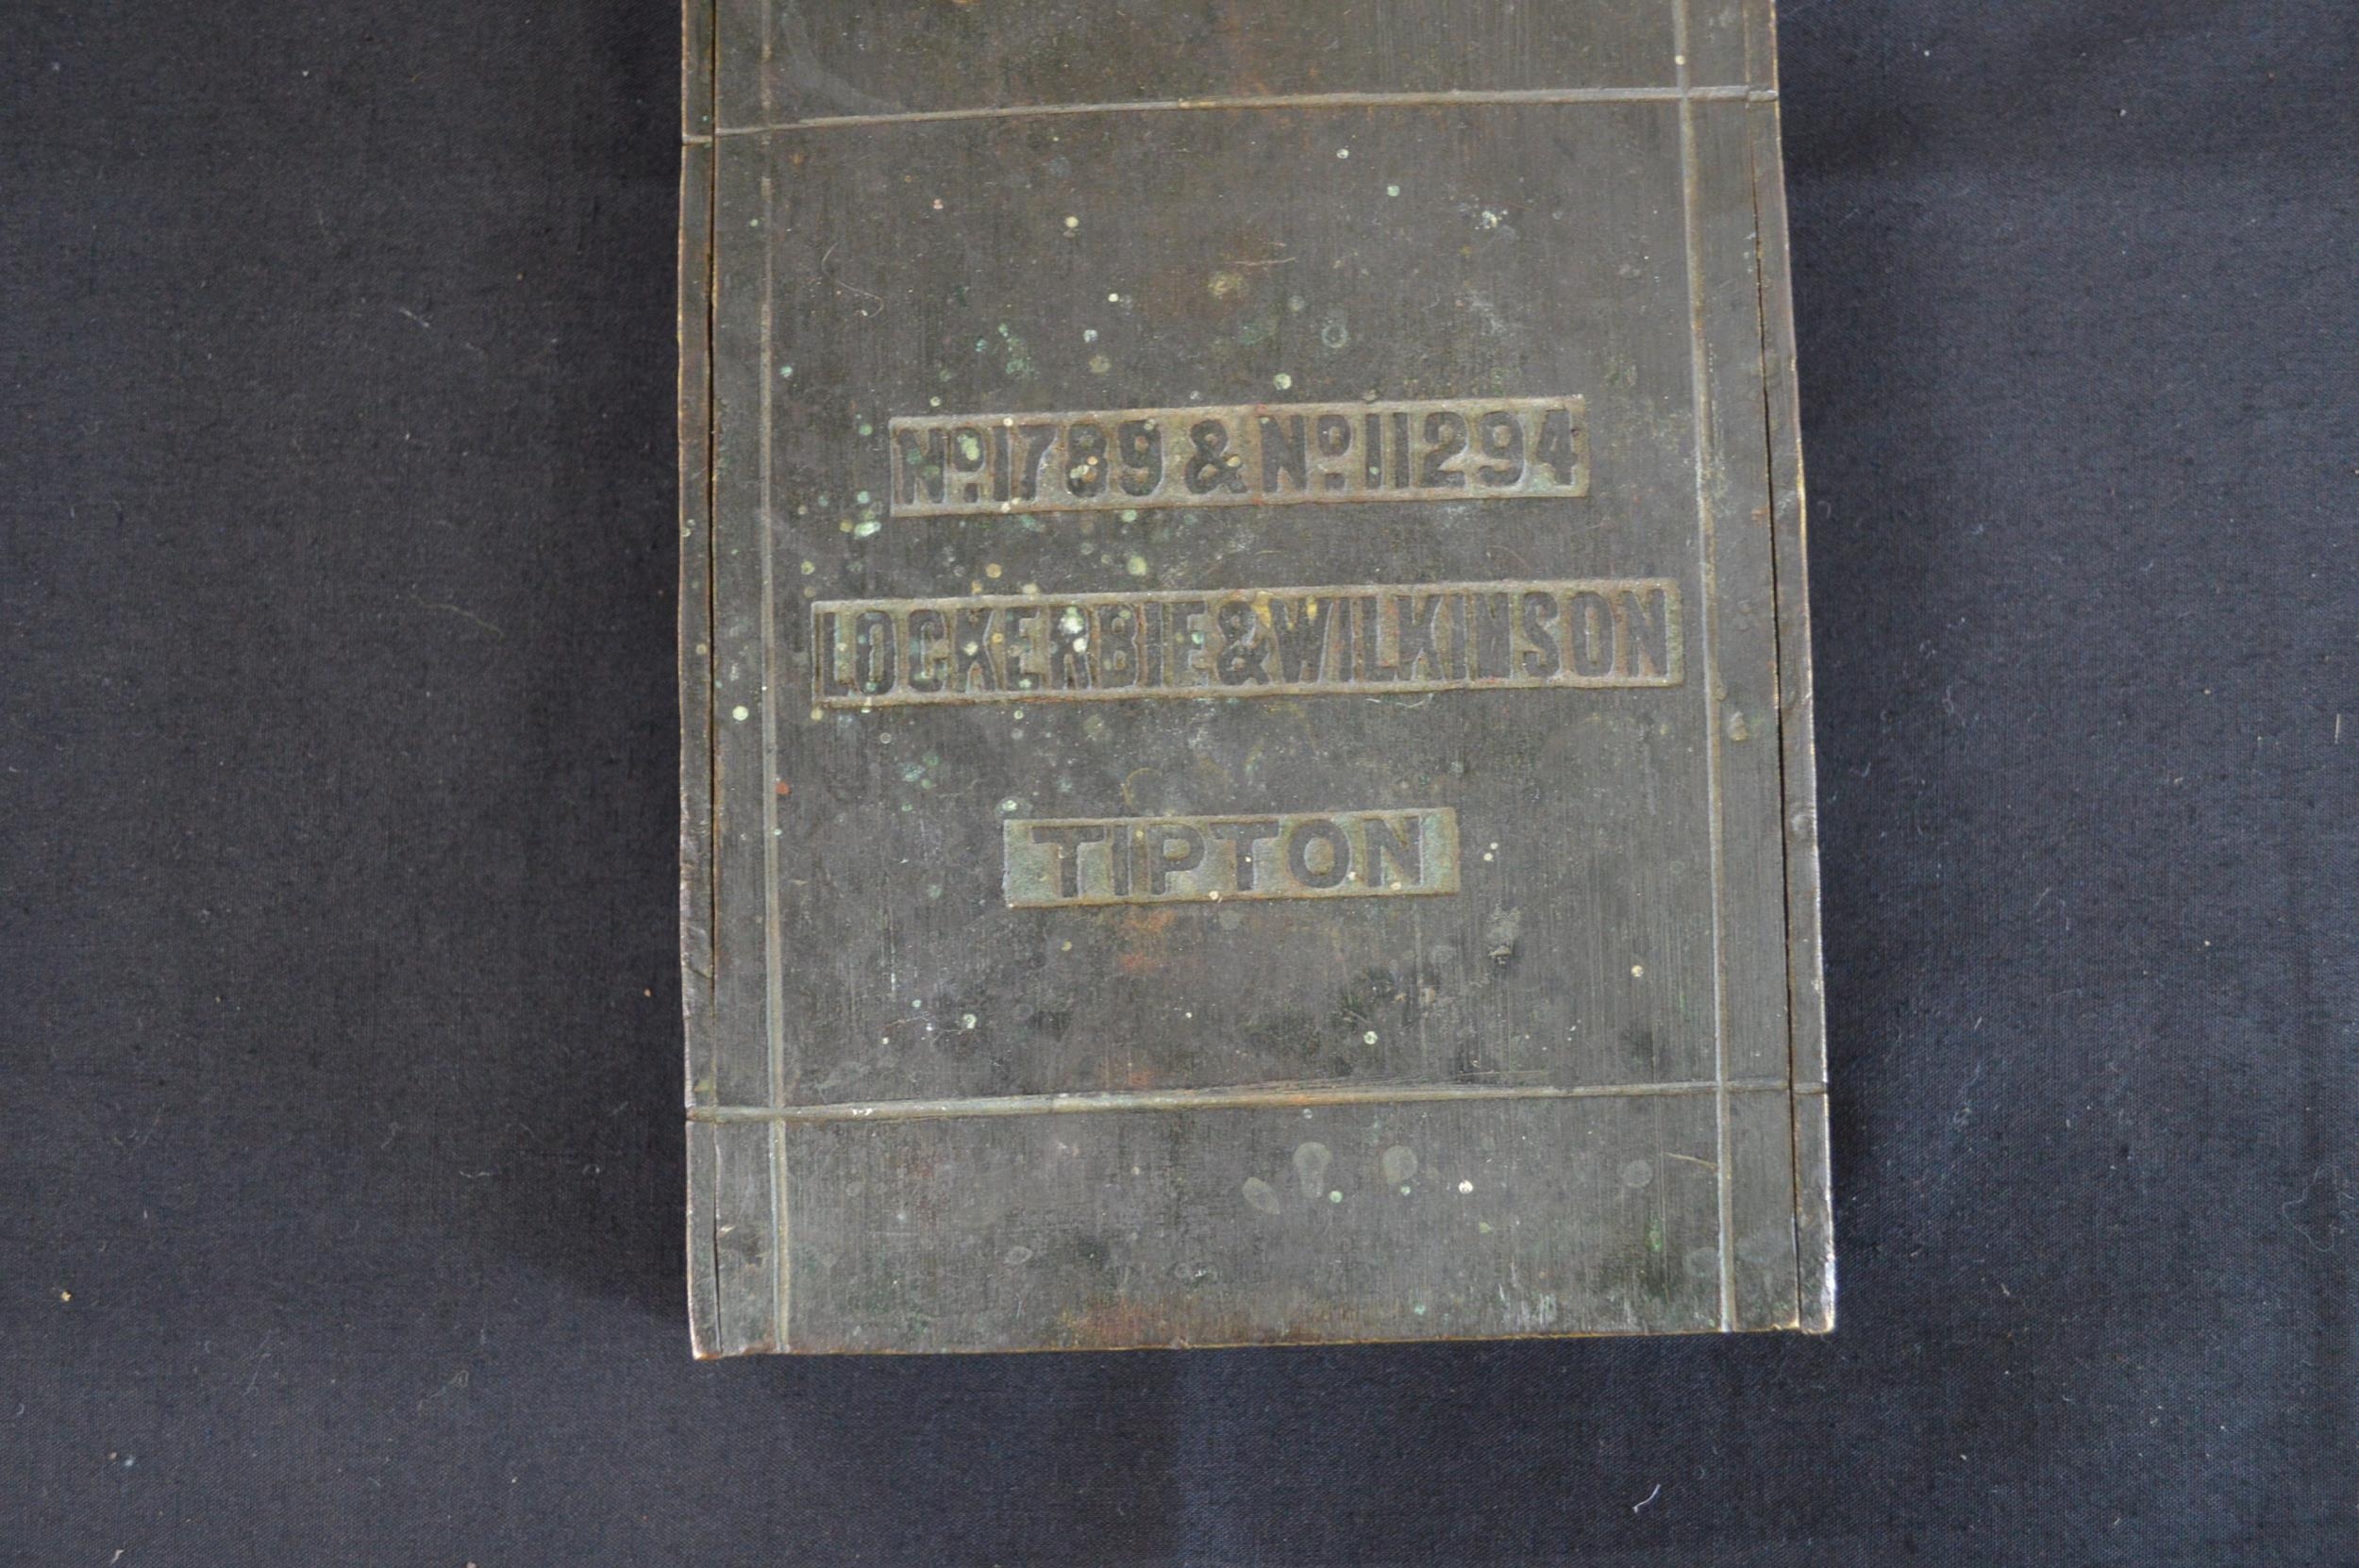 Nº.1789 & Nº.11294
LOCKERBIE & WILKINSON
TIPTON